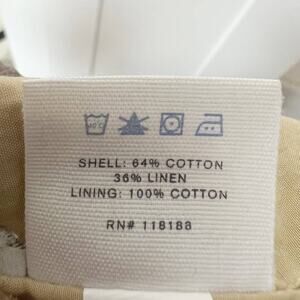 SHELL: 64% COTTON
36% LINEN
LINING: 100% COTTON
RN# 118188